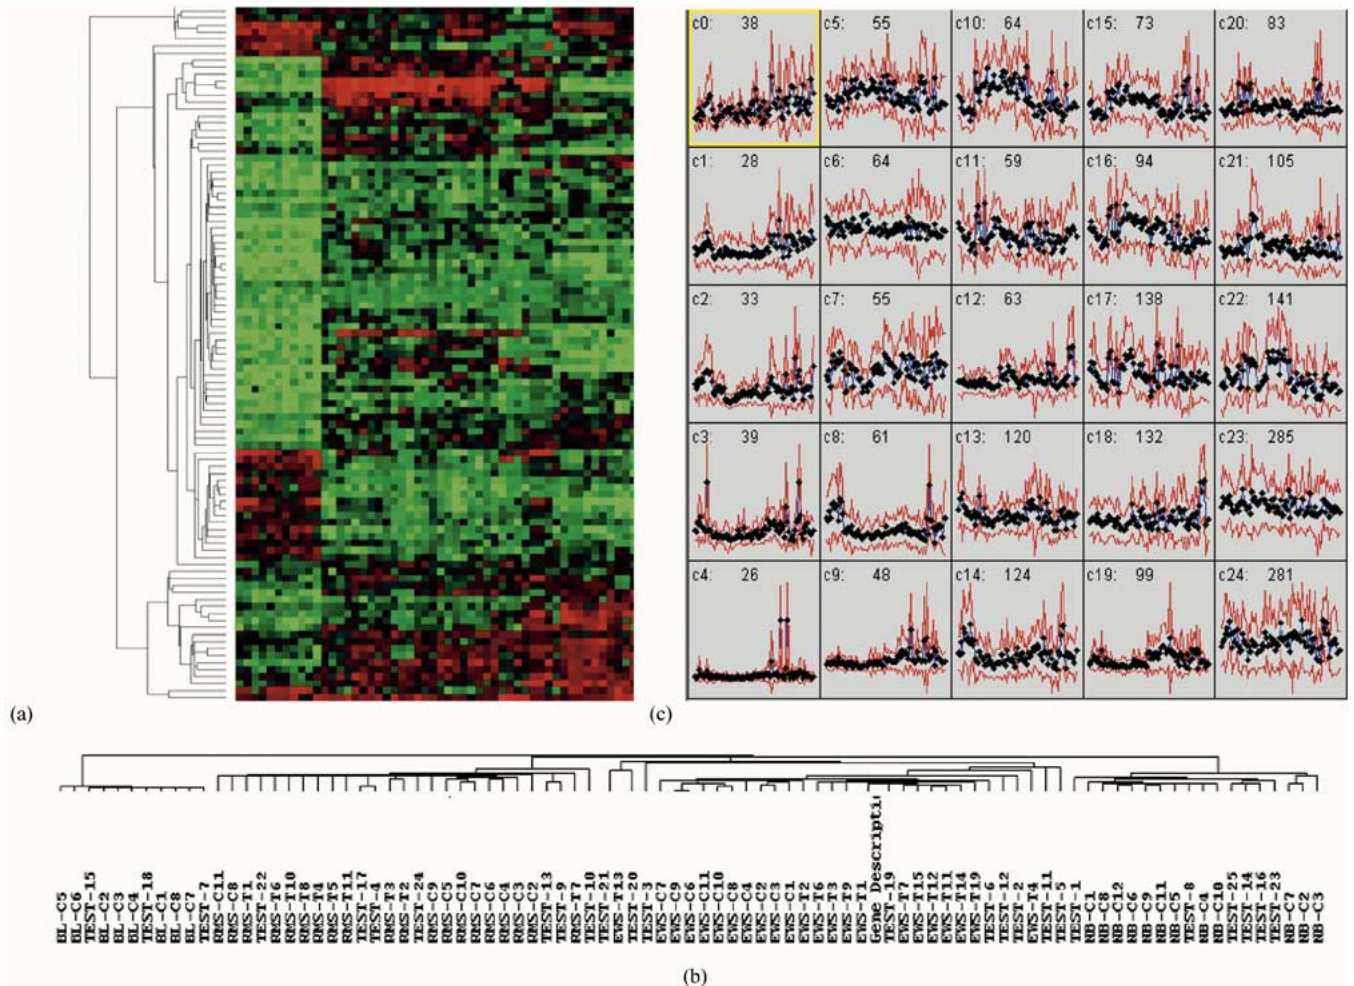 c0: 38
c5: 55
c10: 64
c15: 73
c20: 83
c1: 28
c6: 64
c11: 59
c16: 94
c21: 105
c2: 33
c7: 55
c12: 63
c17: 138
c22: 141
c3: 39
c8: 61
c13: 120
c18: 132
c23: 285
c4: 26
c9: 48
c14: 124
c19: 99
c24: 281
(a)
(c)
BL-C5
BL-C6
TEST-15
BL-C2
BL-C3
BL-C4
TEST-18
BL-C1
BL-C8
BL-C7
TEST-7
RMS-C11
RMS-C8
RMS-T1
TEST-22
RMS-T6
RMS-T10
RMS-T8
RMS-T4
RMS-T5
RMS-T11
TEST-17
TEST-4
RMS-T3
RMS-T2
TEST-24
RMS-C9
RMS-C5
RMS-C10
RMS-C7
RMS-C6
RMS-C4
RMS-C3
RMS-C2
TEST-13
TEST-9
RMS-T7
TEST-10
TEST-21
EWS-T13
TEST-20
TEST-3
EWS-C7
EWS-C9
EWS-C6
EWS-C11
EWS-C10
EWS-C8
EWS-C4
EWS-C2
EWS-C3
EWS-C1
EWS-T2
EWS-T6
EWS-T3
EWS-T9
EWS-T1
Gene Descripti
TEST-19
EWS-T7
EWS-T15
EWS-T12
EWS-T11
EWS-T14
EWS-T19
TEST-6
TEST-12
TEST-2
EWS-T4
TEST-11
TEST-5
TEST-1
NB-C1
NB-C8
NB-C12
NB-C6
NB-C9
NB-C11
NB-C5
TEST-8
NB-C4
NB-C10
TEST-25
TEST-14
TEST-16
TEST-23
NB-C7
NB-C2
NB-C3
(b)